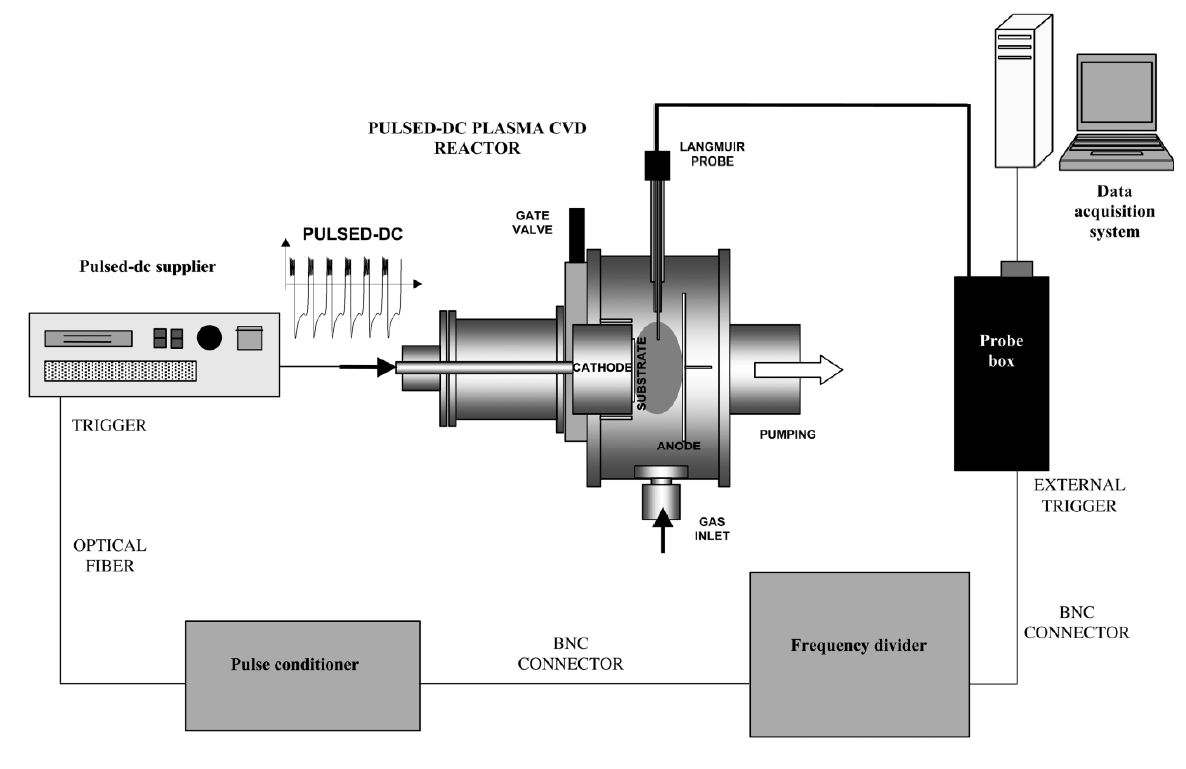 PULSED-DC PLASMA CVD
REACTOR
LANGMUIR
PROBE
Data
acquisition
system
GATE
VALVE
PULSED-DC
Pulsed-dc supplier
Probe
box
CATHODE
SUBSTRATE
ANODE
PUMPING
TRIGGER
EXTERNAL
TRIGGER
GAS
INLET
OPTICAL
FIBER
BNC
CONNECTOR
BNC
CONNECTOR
Pulse conditioner
Frequency divider